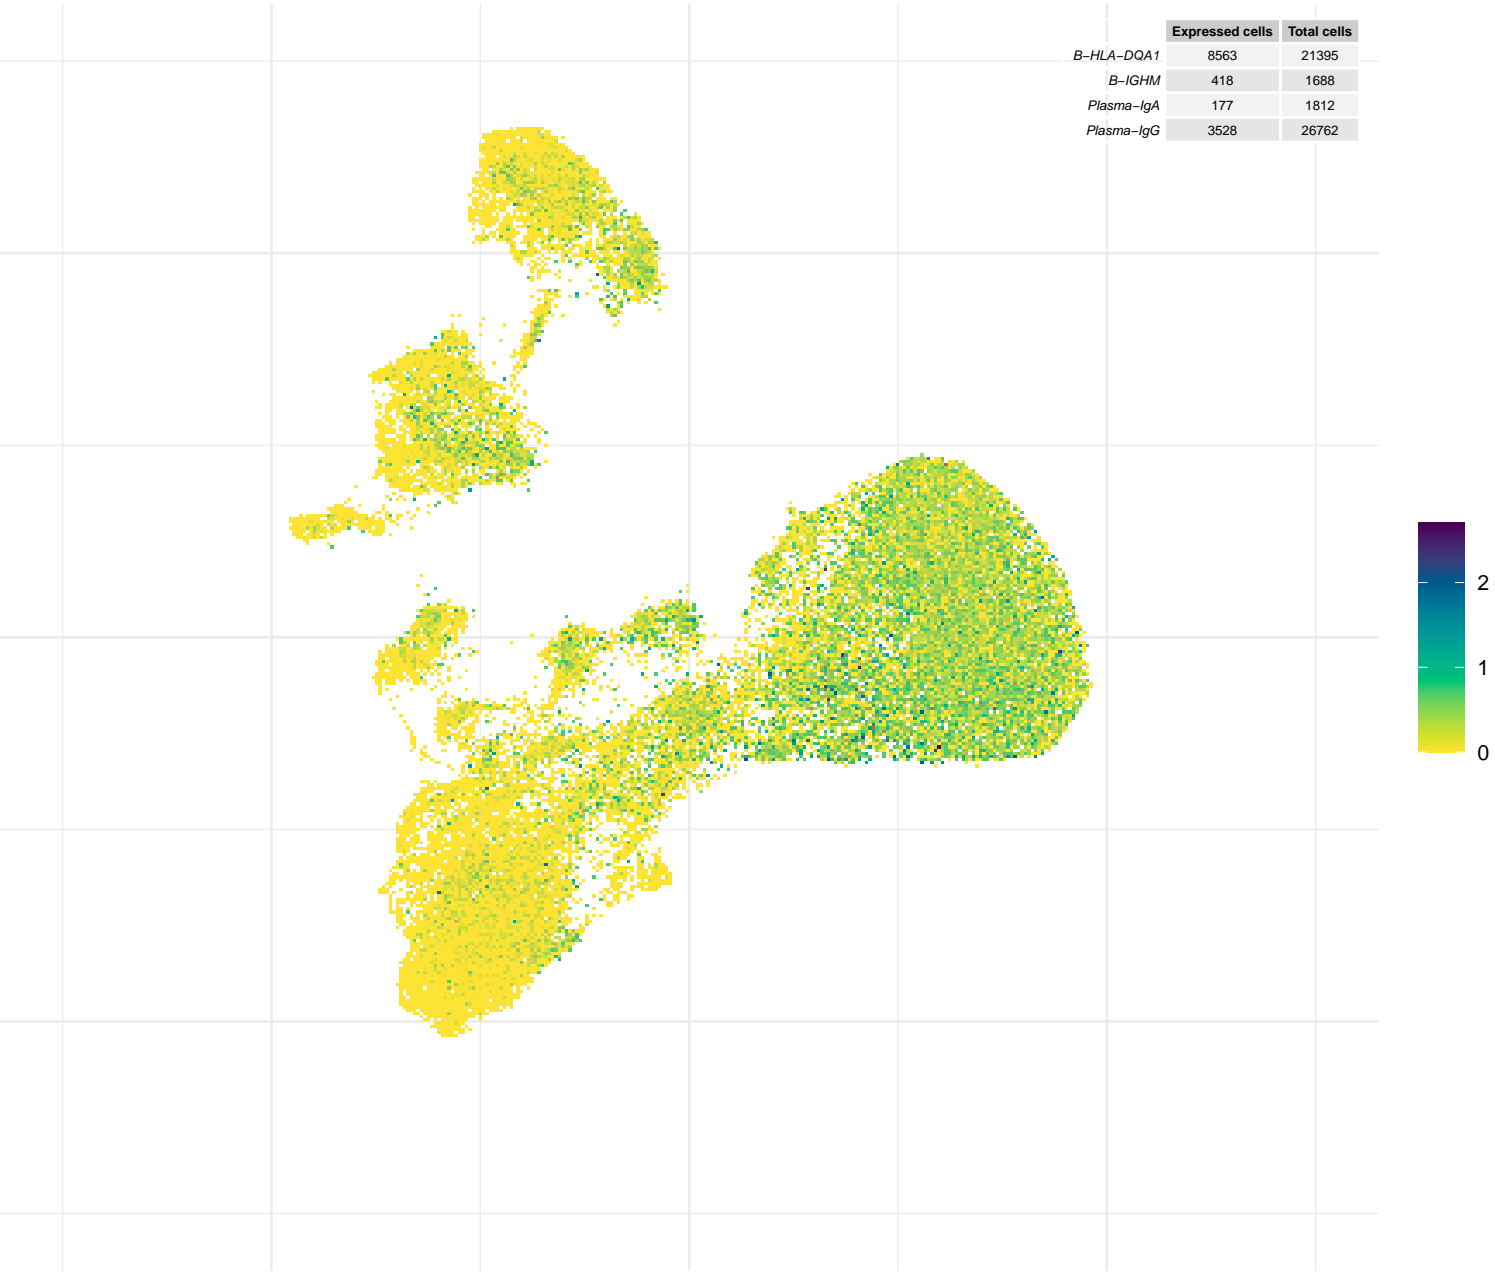 Expressed cells Total cells
B−HLA−DQA1 8563 21395
B−IGHM 418 1688
Plasma−IgA 177 1812
Plasma−IgG 3528 26762
2
1
0